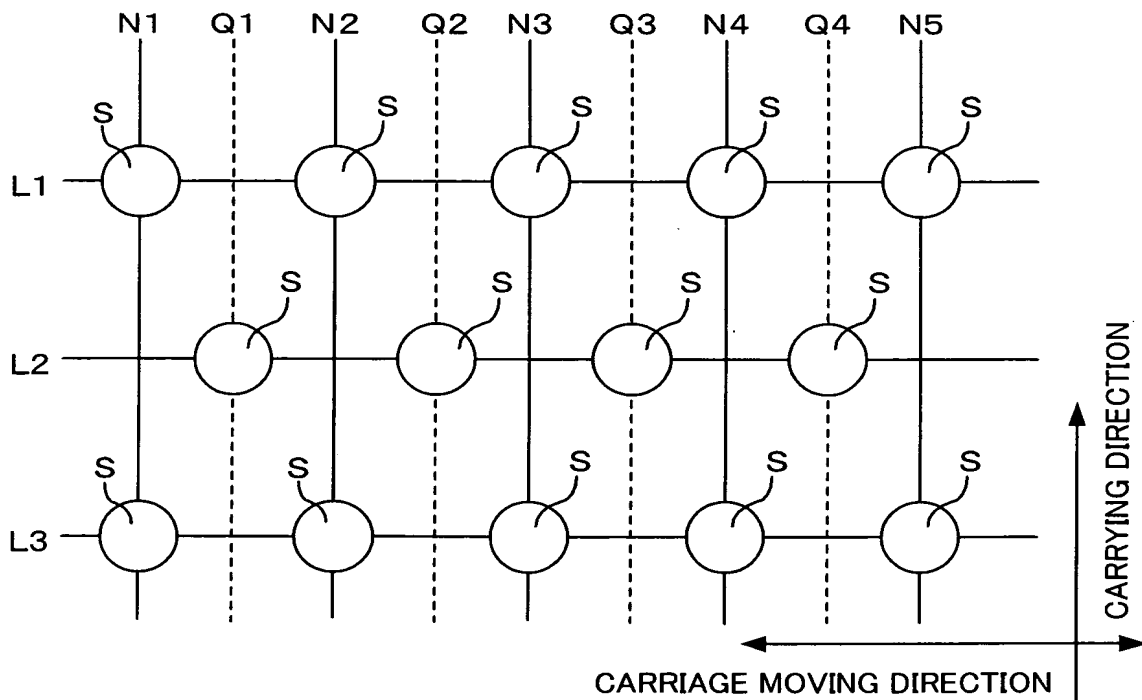 N1 Q1 N2 Q2 N3 Q3 N4 Q4 N5
S S S S S
L1
S S S S
L2
S S S S S
L3
CARRYING DIRECTION
CARRIAGE MOVING DIRECTION